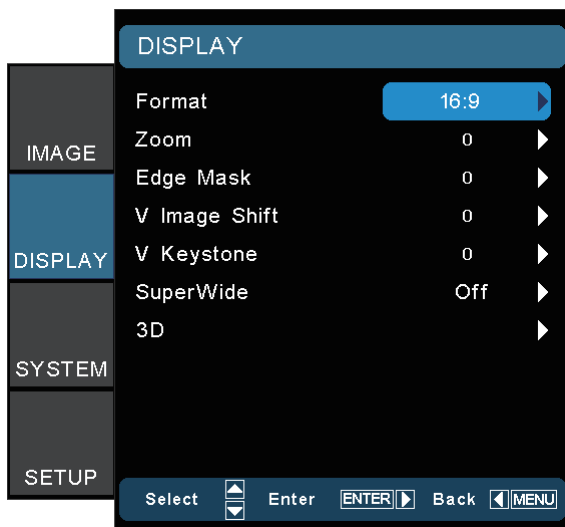 DISPLAY
IMAGE
DISPLAY
SYSTEM
SETUP
Format 16:9
Zoom 0
Edge Mask 0
V Image Shift 0
V Keystone 0
SuperWide Off
3D
Select Enter ENTER Back MENU